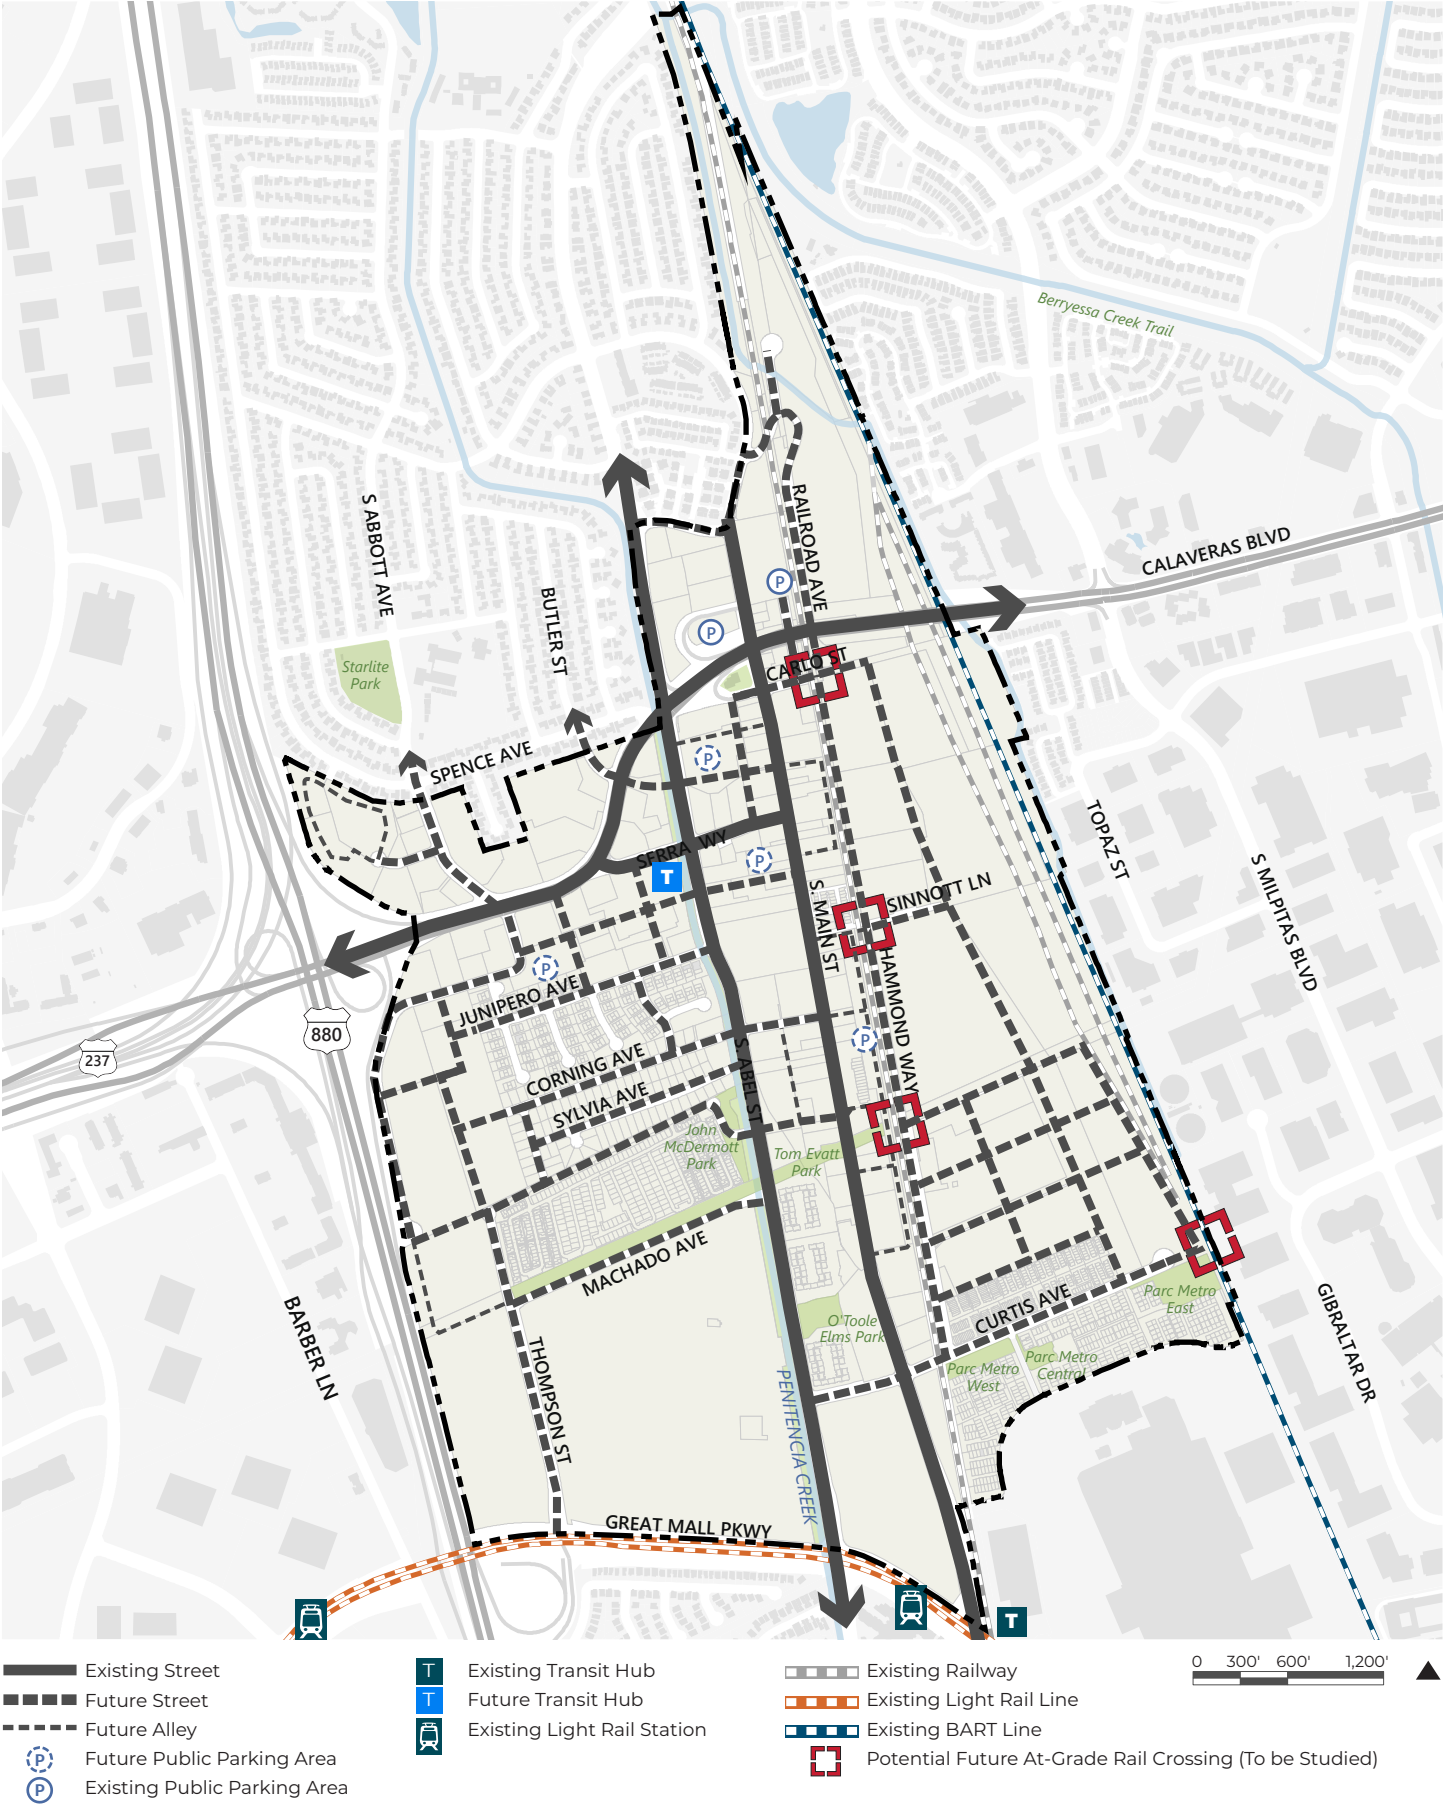 Berryessa Creek Trail
S ABBOTT AVE
RAILROAD AVE
CALAVERAS BLVD
BUTLER ST
P
P
Starlite
Park
CARLO ST
SPENCE AVE
P
TOPAZ ST
SERRA WY
P
T
S MILPITAS BLVD
S. MAIN ST
SINNOTT LN
P
JUNIPERO AVE
HAMMOND WAY
880
237
P
CORNING AVE
S. ABEL ST
SYLVIA AVE
John
McDermott
Park
Tom Evatt
Park
MACHADO AVE
CURTIS AVE
Parc Metro
East
GIBRALTAR DR
BARBER LN
O'Toole
Elms Park
Parc Metro
West
Parc Metro
Central
THOMPSON ST
PENITENCIA CREEK
GREAT MALL PKWY
T
Existing Street
Future Street
Future Alley
P Future Public Parking Area
P Existing Public Parking Area
T Existing Transit Hub
T Future Transit Hub
Existing Light Rail Station
Existing Railway
Existing Light Rail Line
Existing BART Line
Potential Future At-Grade Rail Crossing (To be Studied)
0 300' 600' 1,200'